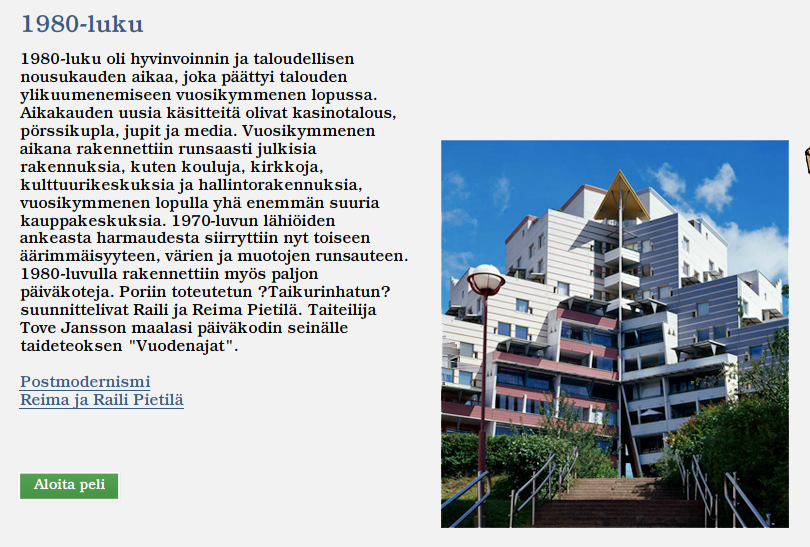 1980-luku
1980-luku oli hyvinvoinnin ja taloudellisen
nousukauden aikaa, joka päättyi talouden
ylikuumenemiseen vuosikymmenen lopussa.
Aikakauden uusia käsitteitä olivat kasinotalous,
pörssikupla, jupit ja media. Vuosikymmenen
aikana rakennettiin runsaasti julkisia
rakennuksia, kuten kouluja, kirkkoja,
kulttuurikeskuksia ja hallintorakennuksia,
vuosikymmenen lopulla yhä enemmän suuria
kauppakeskuksia. 1970-luvun lähiöiden
ankeasta harmaudesta siirryttiin nyt toiseen
äärimmäisyyteen, värien ja muotojen runsauteen.
1980-luvulla rakennettiin myös paljon
päiväkoteja. Poriin toteutetun ?Taikurinhatun?
suunnittelivat Raili ja Reima Pietilä. Taiteilija
Tove Jansson maalasi päiväkodin seinälle
taideteoksen "Vuodenajat".
Postmodernismi
Reima ja Raili Pietilä
Aloita peli